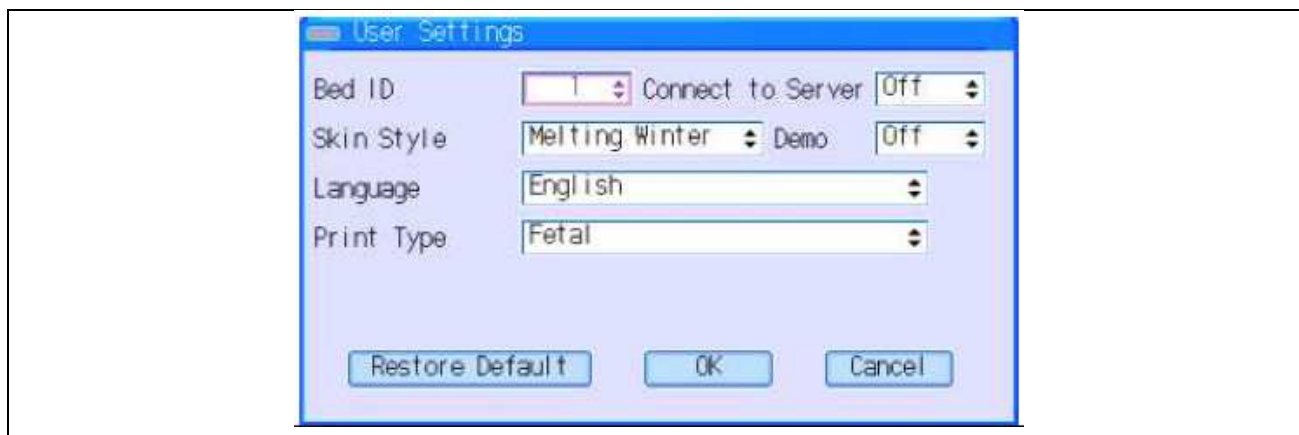 User Settings
Bed ID 1 Connect to Server Off
Skin Style Melting Winter Demo Off
Language English
Print Type Fetal
Restore Default OK Cancel